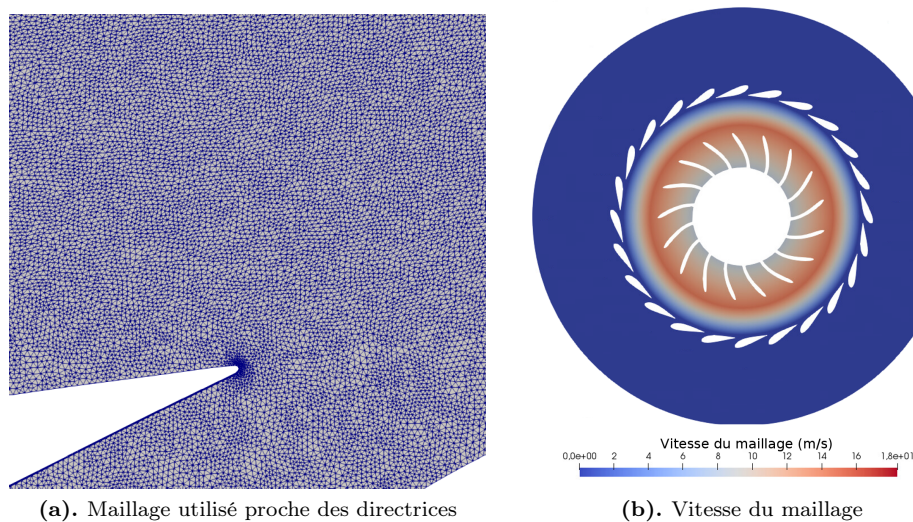 Vitesse du maillage (m/s)
0,0e+00 2 4 6 8 10 12 14 16 1,8e+01
(a). Maillage utilisé proche des directrices
(b). Vitesse du maillage